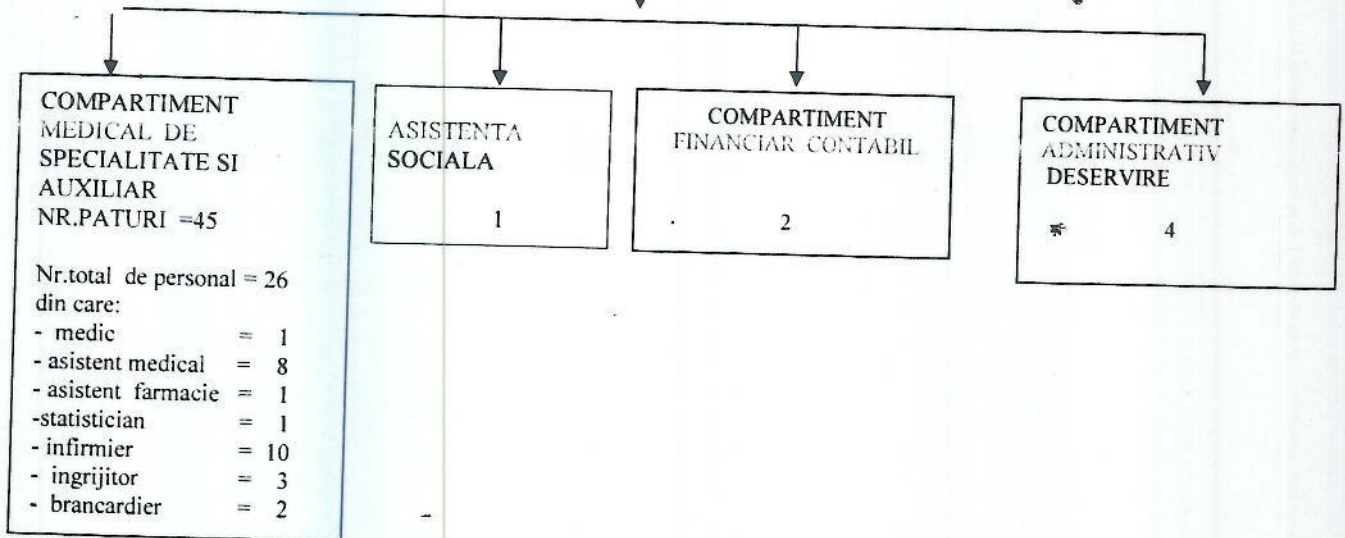 COMPARTIMENT
MEDICAL DE
SPECIALITATE SI
AUXILIAR
NR.PATURI =45
Nr.total de personal = 26
din care:
- medic = 1
- asistent medical = 8
- asistent farmacie = 1
-statistician = 1
- infirmier = 10
- ingrijitor = 3
- brancardier = 2
ASISTENTA
SOCIALA
1
COMPARTIMENT
FINANCIAR CONTABIL
2
COMPARTIMENT
ADMINISTRATIV
DESERVIRE
4